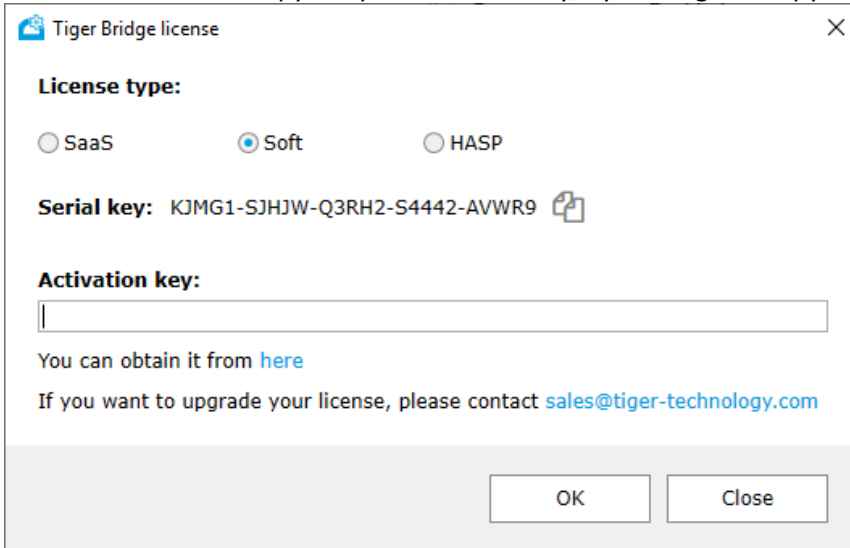 Tiger Bridge license
License type:
SaaS Soft HASP
Serial key: KJMG1-SJHJW-Q3RH2-S4442-AVWR9
Activation key:
You can obtain it from here
If you want to upgrade your license, please contact sales@tiger-technology.com
OK Close